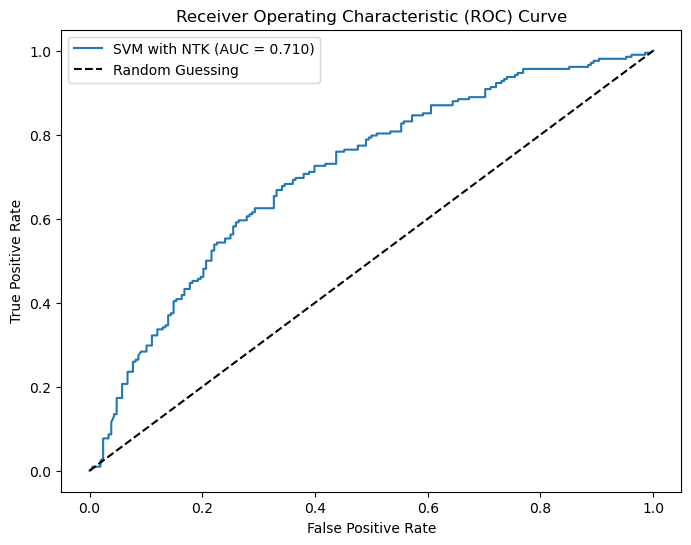 Receiver Operating Characteristic (ROC) Curve
SVM with NTK (AUC = 0.710)
Random Guessing
True Positive Rate
1.0
0.8
0.6
0.4
0.2
0.0
0.0 0.2 0.4 0.6 0.8 1.0
False Positive Rate